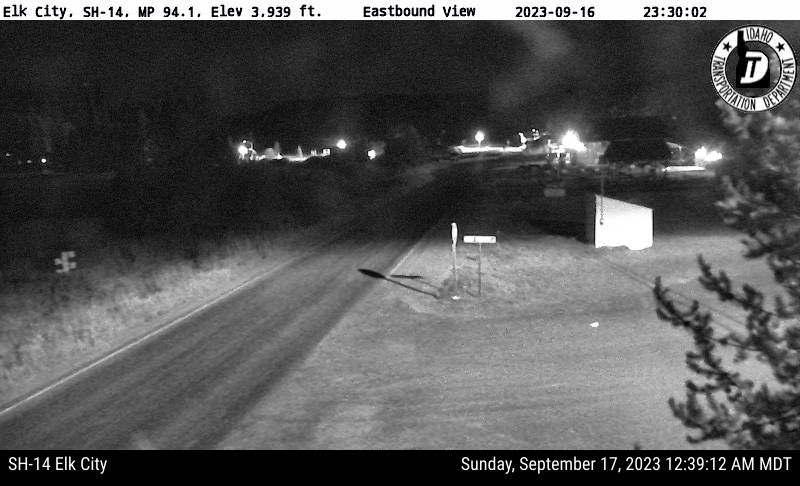 Elk City, SH-14, MP 94.1, Elev 3,939 ft. Eastbound View 2023-09-16 23:30:02
IDAHO
TRANSPORTATION DEPARTMENT
SH-14 Elk City Sunday, September 17, 2023 12:39:12 AM MDT